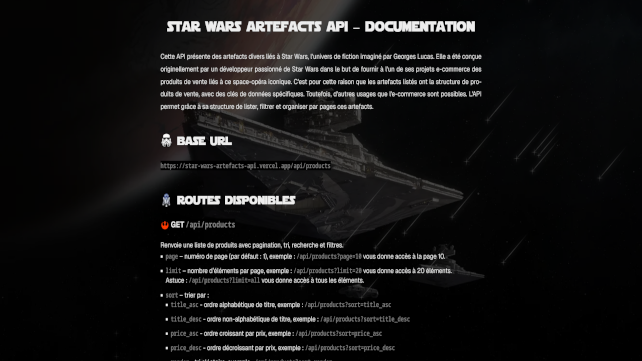 STAR WARS ARTEFACTS API – DOCUMENTATION
Cette API présente des artefacts divers liés à Star Wars, l'univers de fiction imaginé par Georges Lucas. Elle a été conçue
originellement par un développeur passionné de Star Wars dans le but de fournir à l'un de ses projets e-commerce des
produits de vente liés à ce space-opéra iconique. C'est pour cette raison que les artefacts listés ont la structure de pro-
duits de vente, avec des clés de données spécifiques. Toutefois, d'autres usages que l'e-commerce sont possibles. L'API
permet grâce à sa structure de lister, filtrer et organiser par pages ces artefacts.
BASE URL
https://star-wars-artefacts-api.vercel.app/api/products
ROUTES DISPONIBLES
GET /api/products
Renvoie une liste de produits avec pagination, tri, recherche et filtres.
page – numéro de page (par défaut : 1), exemple : /api/products?page=10 vous donne accès à la page 10.
limit – nombre d'éléments par page, exemple : /api/products?limit=20 vous donne accès à 20 éléments.
Astuce : /api/products?limit=all vous donne accès à tous les éléments.
sort – trier par :
title_asc - ordre alphabétique de titre, exemple : /api/products?sort=title_asc
title_desc - ordre non-alphabétique de titre, exemple : /api/products?sort=title_desc
price_asc - ordre croissant par prix, exemple : /api/products?sort=price_asc
price_desc - ordre décroissant par prix, exemple : /api/products?sort=price_desc